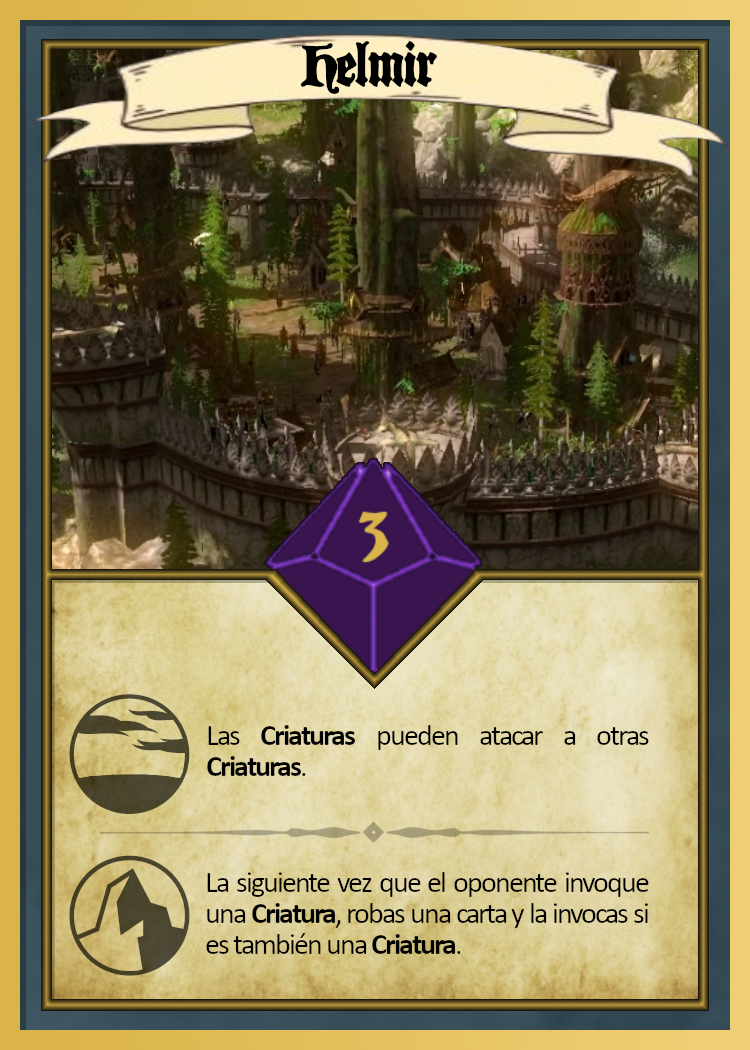 Helmir
3
Las Criaturas pueden atacar a otras
Criaturas.
La siguiente vez que el oponente invoque
una Criatura, robas una carta y la invocas si
es también una Criatura.